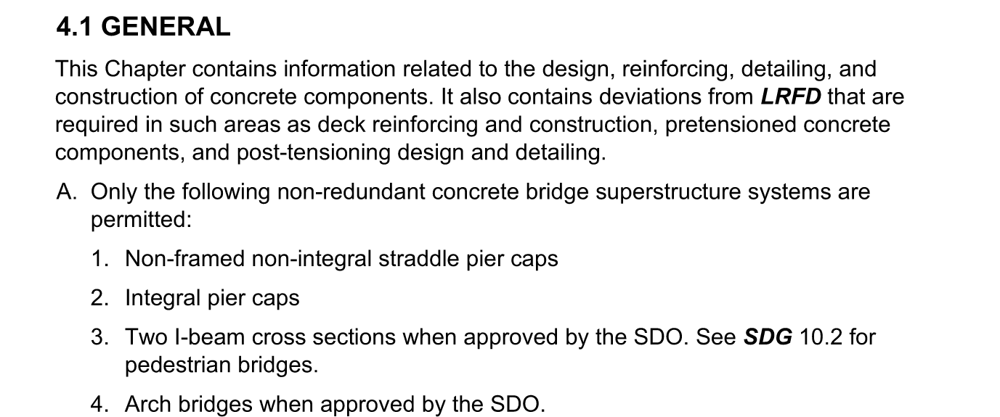 4.1 GENERAL
This Chapter contains information related to the design, reinforcing, detailing, and
construction of concrete components. It also contains deviations from LRFD that are
required in such areas as deck reinforcing and construction, pretensioned concrete
components, and post-tensioning design and detailing.
A. Only the following non-redundant concrete bridge superstructure systems are
permitted:
1. Non-framed non-integral straddle pier caps
2. Integral pier caps
3. Two I-beam cross sections when approved by the SDO. See SDG 10.2 for
pedestrian bridges.
4. Arch bridges when approved by the SDO.